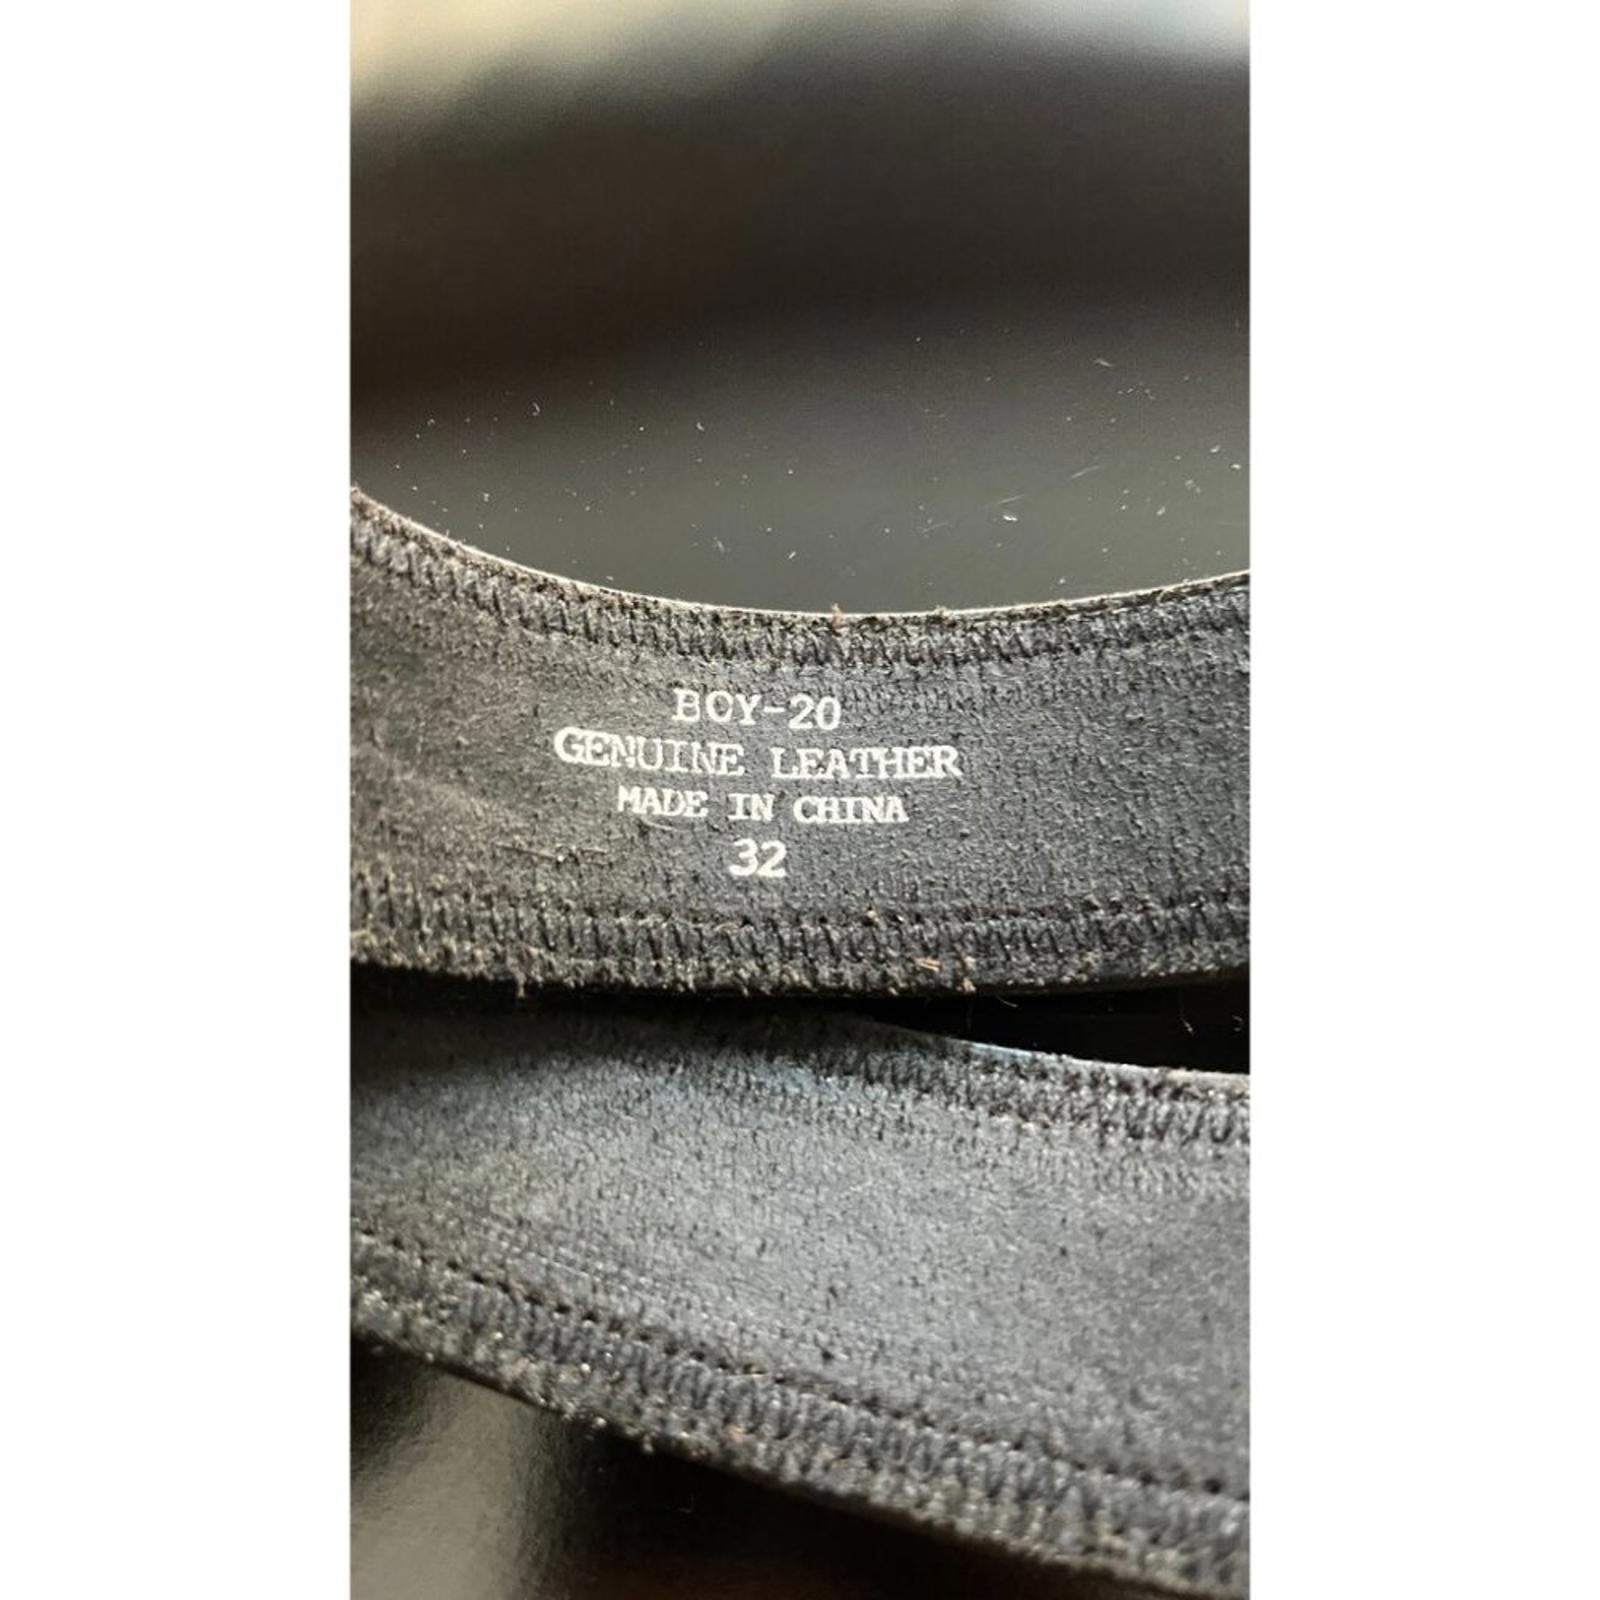 BOY-20
GENUINE LEATHER
MADE IN CHINA
32